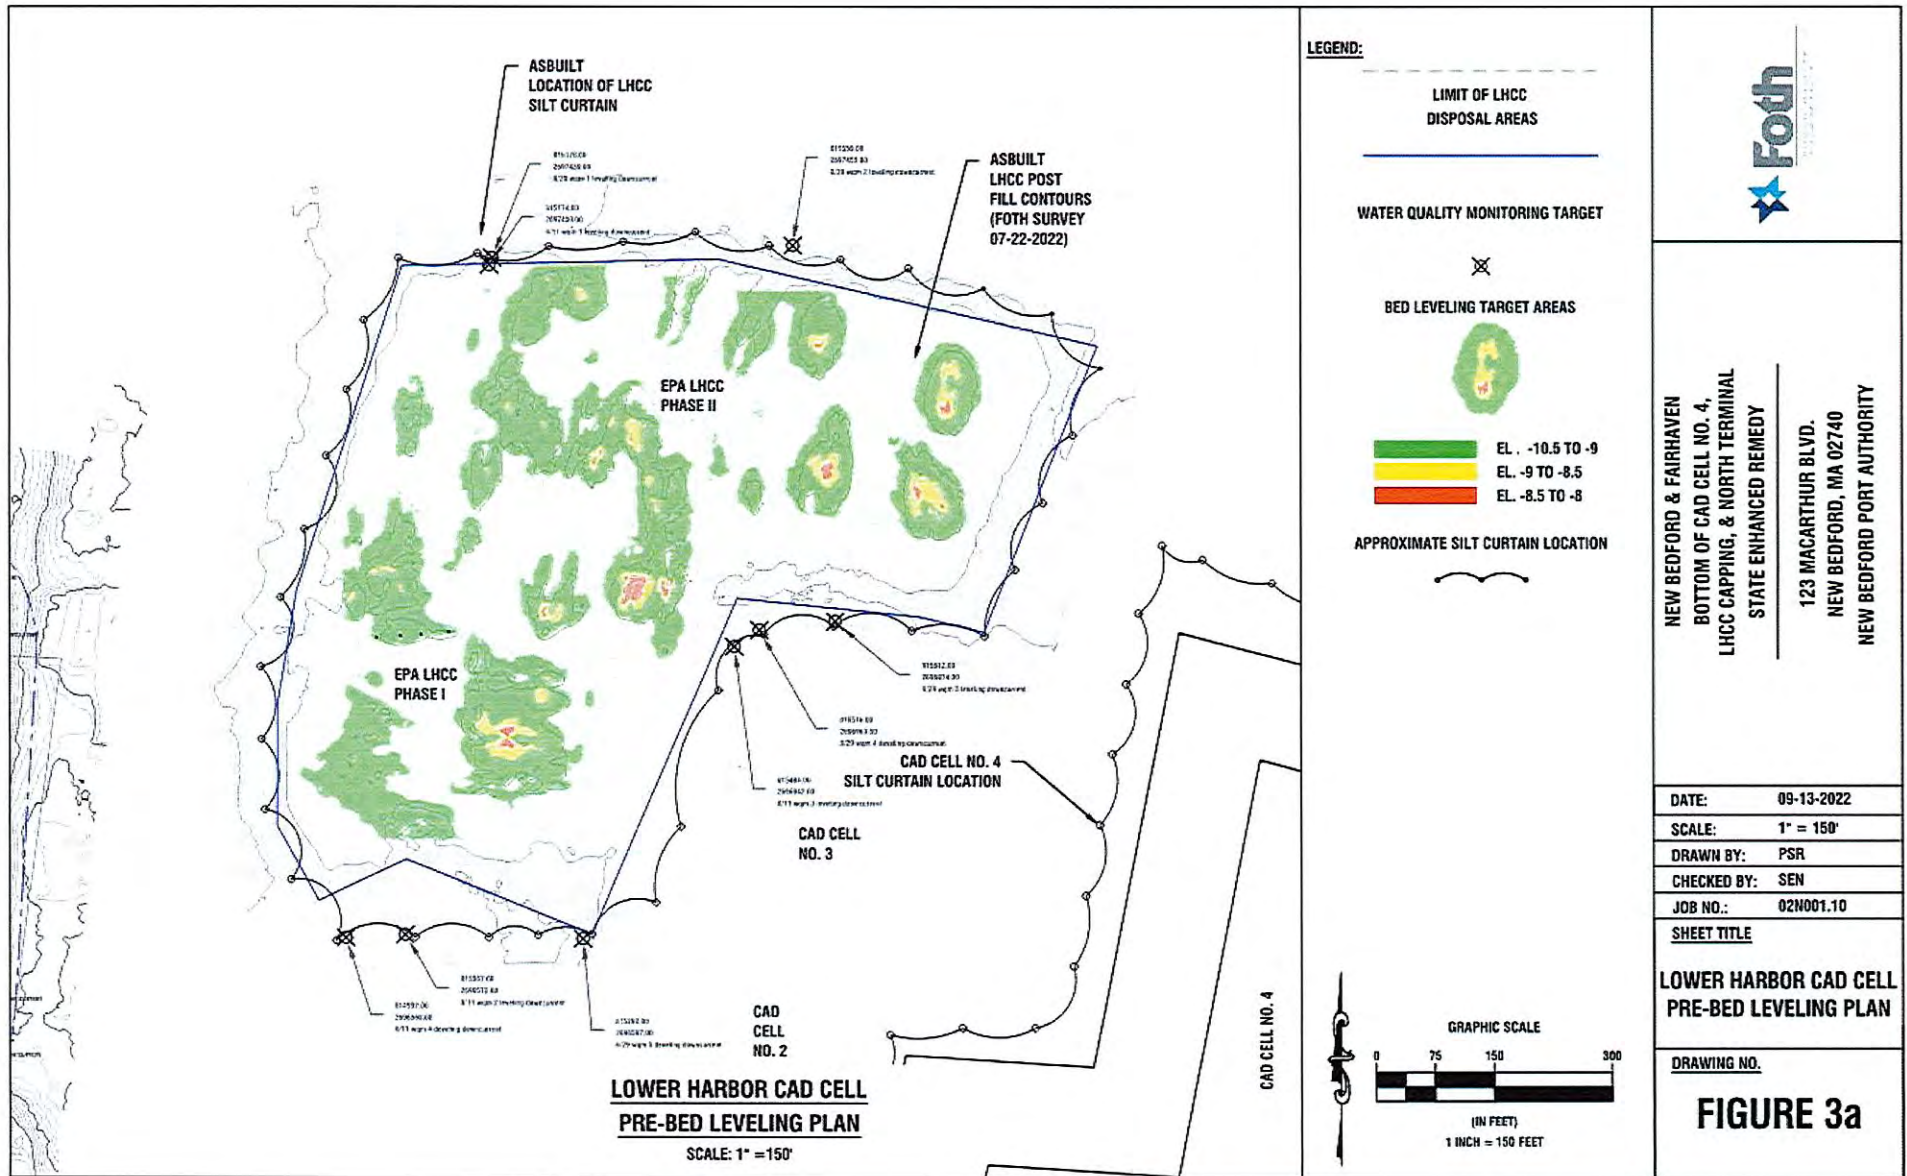 ASBUILT
LOCATION OF LHCC
SILT CURTAIN
ASBUILT
LHCC POST
FILL CONTOURS
(FOTH SURVEY
07-22-2022)
EPA LHCC
PHASE II
EPA LHCC
PHASE I
CAD CELL NO. 4
SILT CURTAIN LOCATION
CAD CELL
NO. 3
CAD
CELL
NO. 2
CAD CELL NO. 4
LOWER HARBOR CAD CELL
PRE-BED LEVELING PLAN
SCALE: 1" =150'
LEGEND:
LIMIT OF LHCC
DISPOSAL AREAS
WATER QUALITY MONITORING TARGET
BED LEVELING TARGET AREAS
EL . -10.5 TO -9
EL. -9 TO -8.5
EL. -8.5 TO -8
APPROXIMATE SILT CURTAIN LOCATION
GRAPHIC SCALE
0 75 150 300
(IN FEET)
1 INCH = 150 FEET
Foth
NEW BEDFORD & FAIRHAVEN
BOTTOM OF CAD CELL NO. 4,
LHCC CAPPING, & NORTH TERMINAL
STATE ENHANCED REMEDY
123 MACARTHUR BLVD.
NEW BEDFORD, MA 02740
NEW BEDFORD PORT AUTHORITY
DATE: 09-13-2022
SCALE: 1" = 150'
DRAWN BY: PSR
CHECKED BY: SEN
JOB NO.: 02N001.10
SHEET TITLE
LOWER HARBOR CAD CELL
PRE-BED LEVELING PLAN
DRAWING NO.
FIGURE 3a